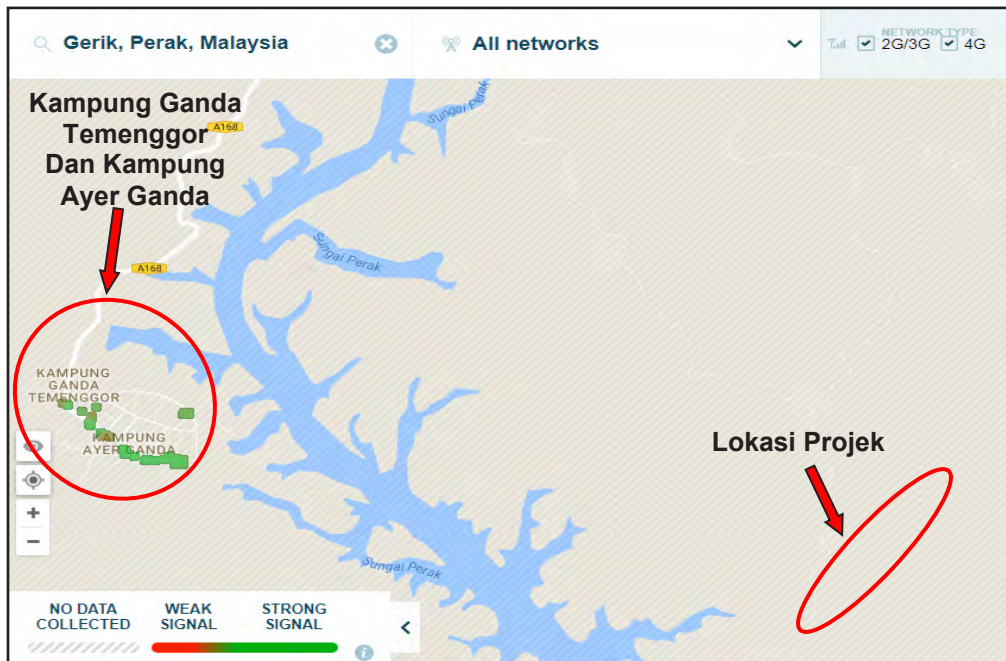 Gerik, Perak, Malaysia
All networks
NETWORK TYPE
2G/3G
4G
Kampung Ganda
Temenggor
Dan Kampung
Ayer Ganda
A168
Sungai Perak
Sungai Perak
A168
KAMPUNG
GANDA
TEMENGGOR
KAMPUNG
AYER GANDA
Lokasi Projek
+
−
Sungai Perak
NO DATA
COLLECTED
WEAK
SIGNAL
STRONG
SIGNAL
<
i